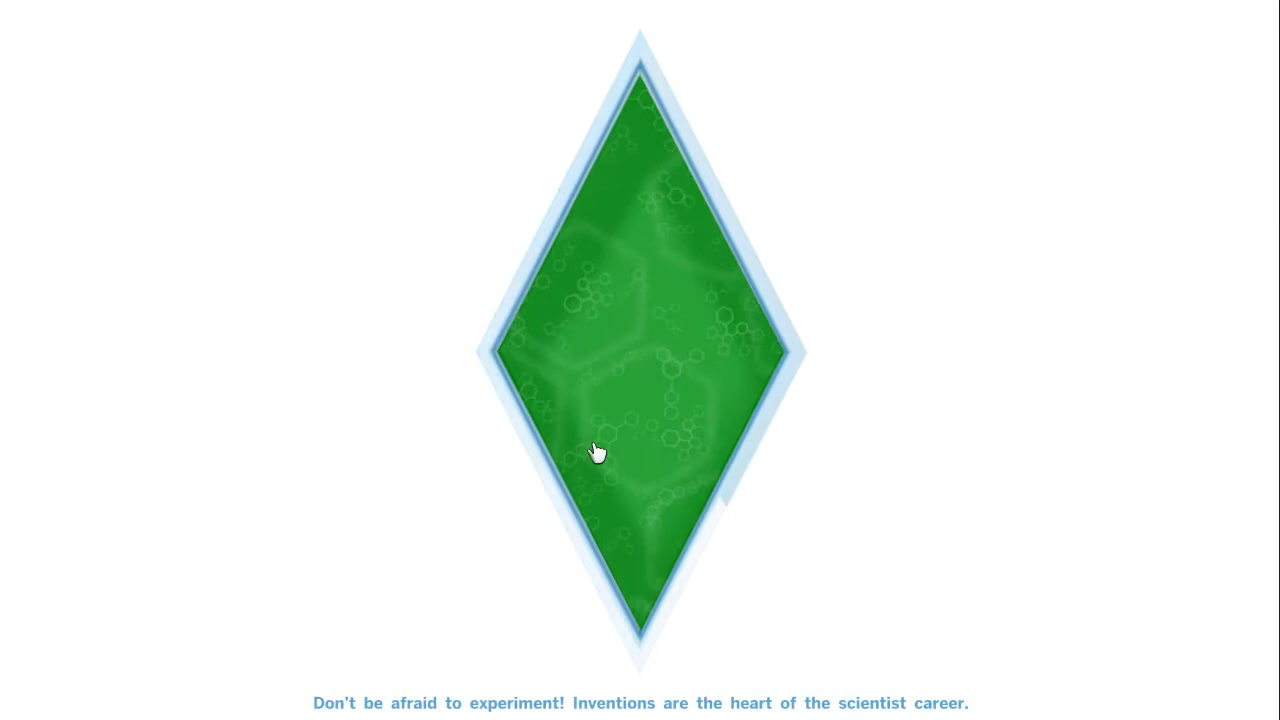 Don't be afraid to experiment! Inventions are the heart of the scientist career.